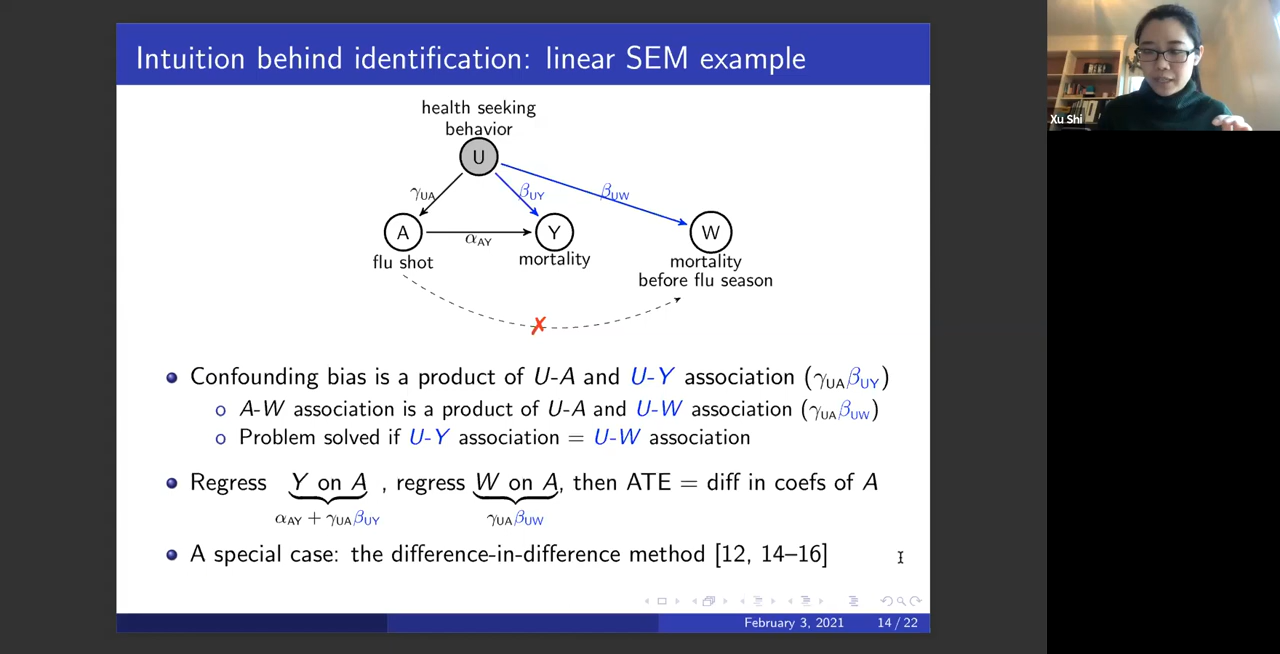 Intuition behind identification: linear SEM example
health seeking
behavior
U
γUA
βUY
βUW
A
αAY
Y
W
flu shot
mortality
mortality
before flu season
✗
Confounding bias is a product of U-A and U-Y association (γUAβUY)
A-W association is a product of U-A and U-W association (γUAβUW)
Problem solved if U-Y association = U-W association
Regress Y on A , regress W on A, then ATE = diff in coefs of A
αAY + γUAβUY
γUAβUW
A special case: the difference-in-difference method [12, 14–16]
February 3, 2021
14 / 22
Xu Shi